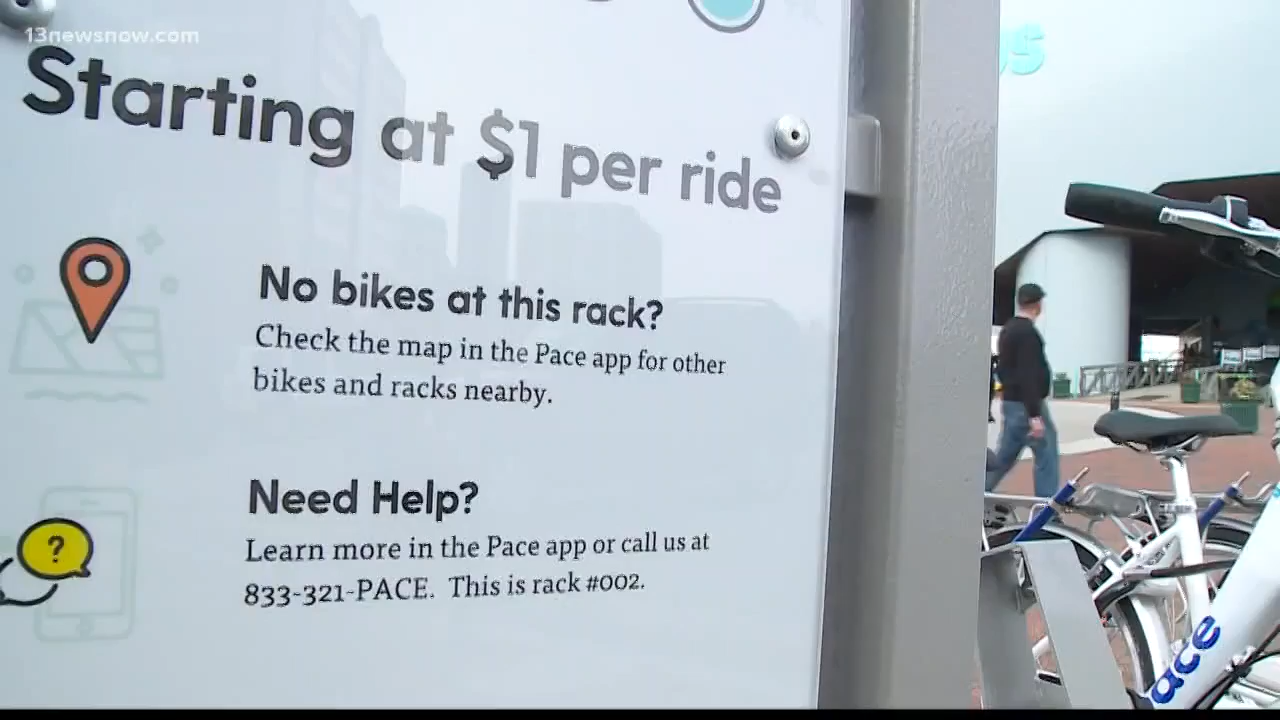 13newsnow.com
Starting at $1 per ride
No bikes at this rack?
Check the map in the Pace app for other
bikes and racks nearby.
?
Need Help?
Learn more in the Pace app or call us at
833-321-PACE. This is rack #002.
ace